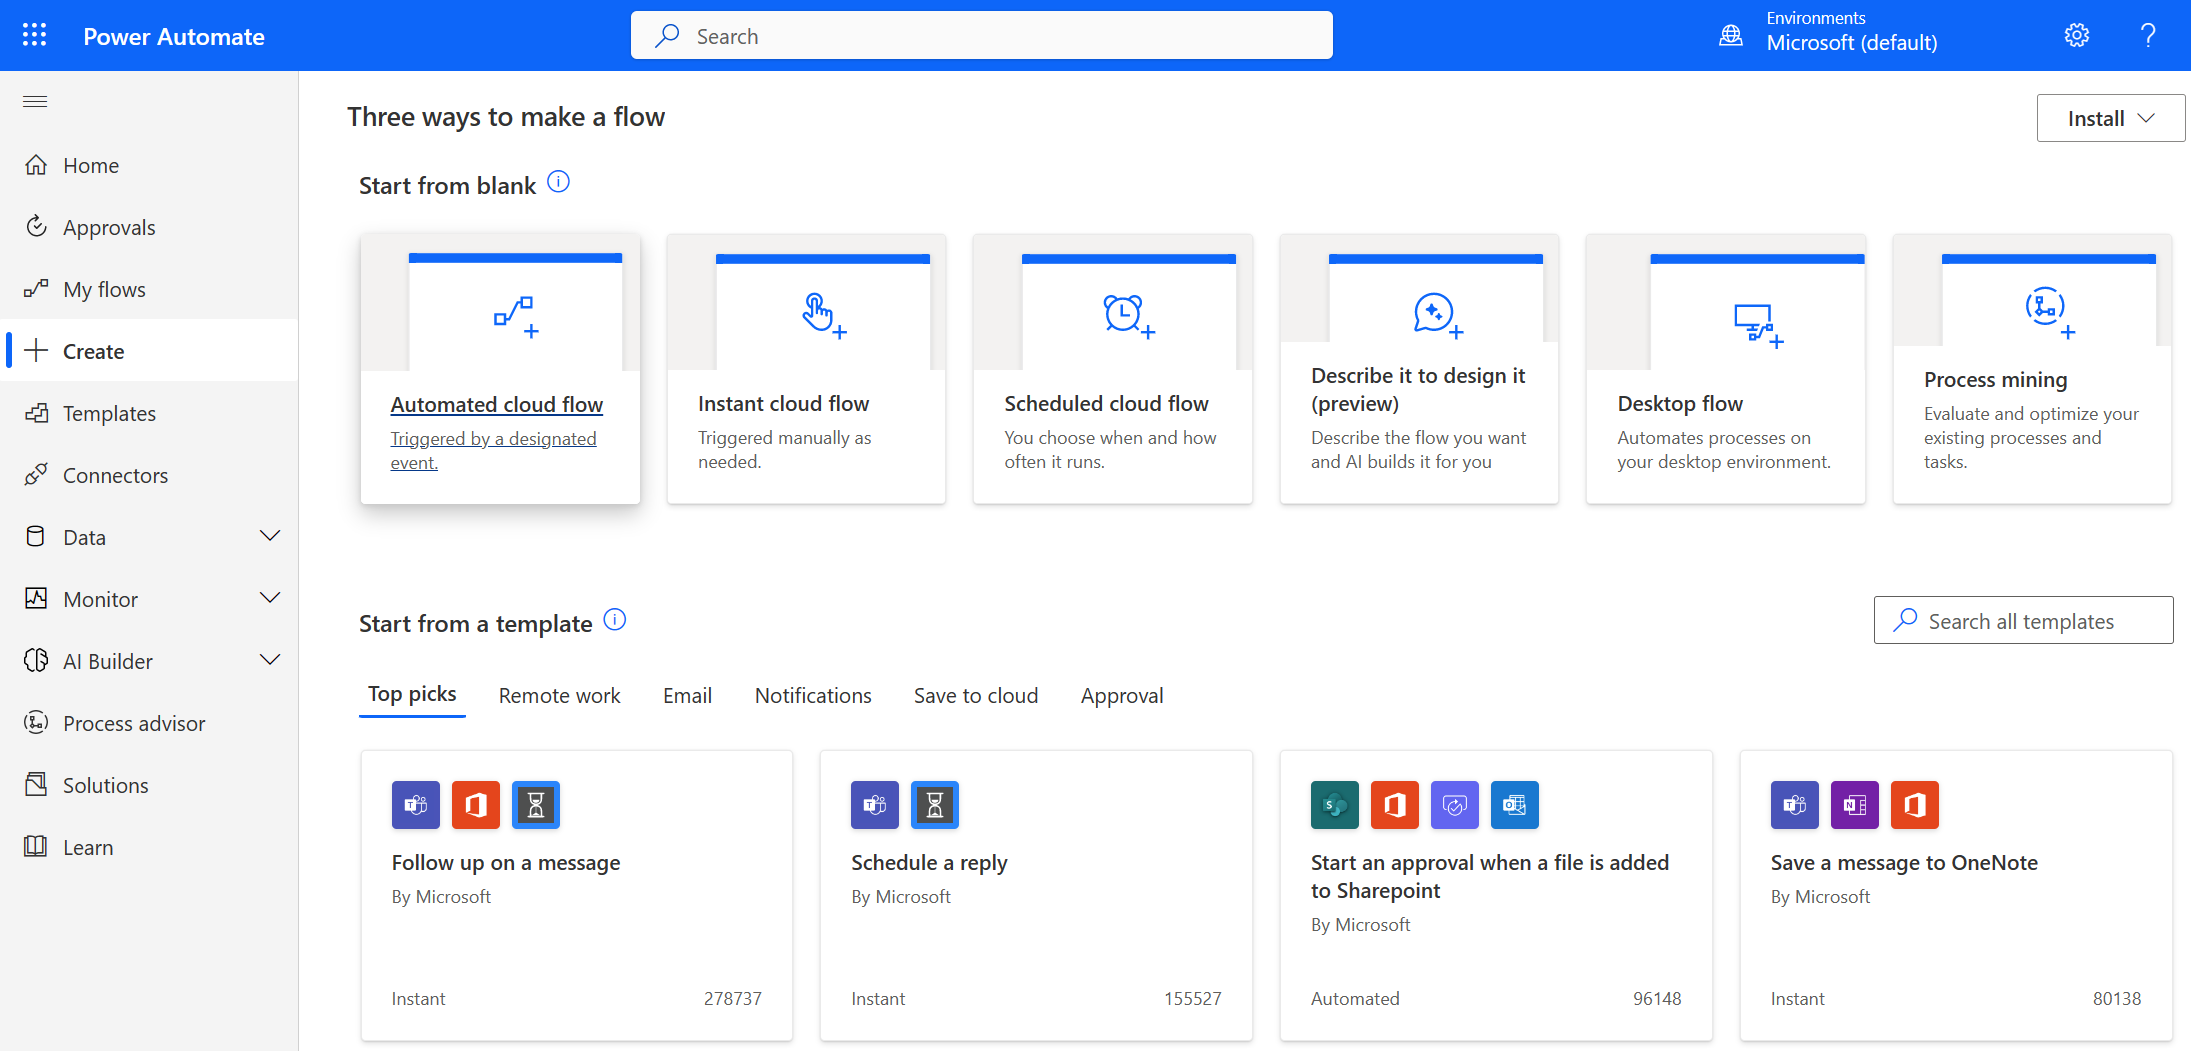 Power Automate
Search
Environments
Microsoft (default)
?
Home
Approvals
My flows
Create
Templates
Connectors
Data
Monitor
AI Builder
Process advisor
Solutions
Learn
Three ways to make a flow
Install
Start from blank
Automated cloud flow
Triggered by a designated
event.
Instant cloud flow
Triggered manually as
needed.
Scheduled cloud flow
You choose when and how
often it runs.
Describe it to design it
(preview)
Describe the flow you want
and AI builds it for you
Desktop flow
Automates processes on
your desktop environment.
Process mining
Evaluate and optimize your
existing processes and
tasks.
Start from a template
Search all templates
Top picks
Remote work
Email
Notifications
Save to cloud
Approval
Follow up on a message
By Microsoft
Instant
278737
Schedule a reply
By Microsoft
Instant
155527
Start an approval when a file is added
to Sharepoint
By Microsoft
Automated
96148
Save a message to OneNote
By Microsoft
Instant
80138